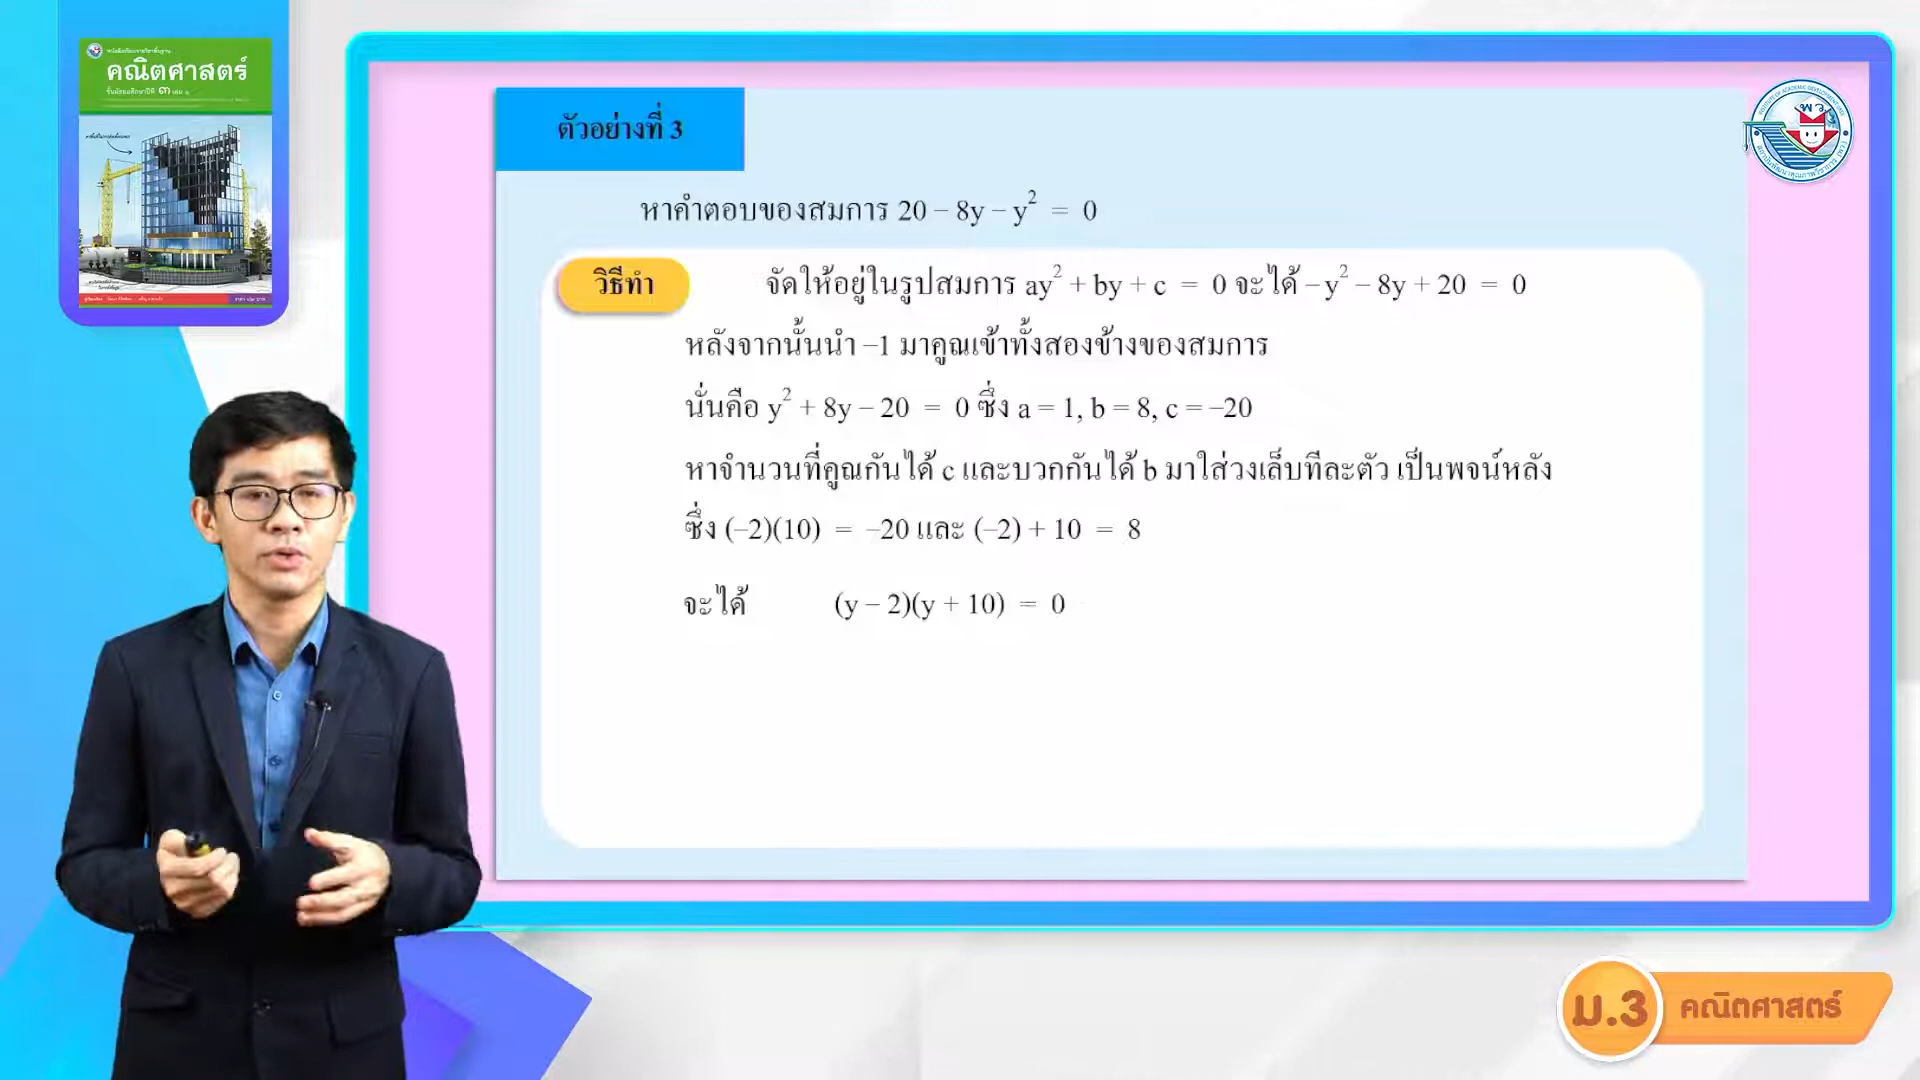 คณิตศาสตร์
ตัวอย่างที่ 3
หาคำตอบของสมการ 20 – 8y – y² = 0
วิธีทำ จัดให้อยู่ในรูปสมการ ay² + by + c = 0 จะได้ – y² – 8y + 20 = 0
หลังจากนั้นนำ –1 มาคูณเข้าทั้งสองข้างของสมการ
นั่นคือ y² + 8y – 20 = 0 ซึ่ง a = 1, b = 8, c = –20
หาจำนวนที่คูณกันได้ c และบวกกันได้ b มาใส่วงเล็บทีละตัว เป็นพจน์หลัง
ซึ่ง (–2)(10) = –20 และ (–2) + 10 = 8
จะได้ (y – 2)(y + 10) = 0
ม.3 คณิตศาสตร์